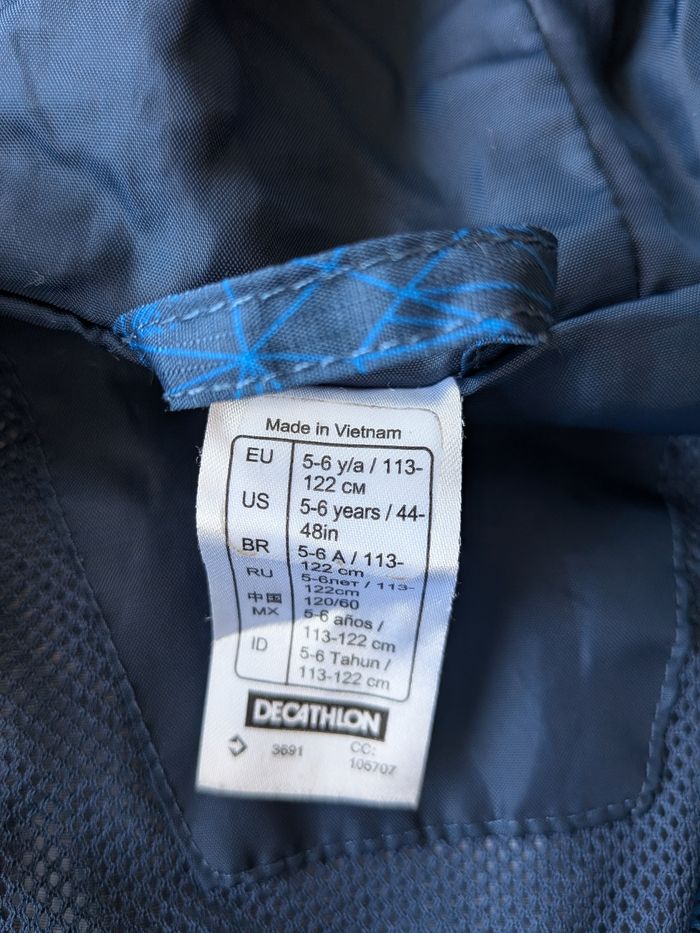 Made in Vietnam
EU 5-6 y/a / 113-
122 см
US 5-6 years / 44-
48in
BR 5-6 A / 113-
122 cm
RU 5-6лет / 113-
122cm
中国 120/60
MX 5-6 años /
113-122 cm
ID 5-6 Tahun /
113-122 cm
DECATHLON
3691 CC:
105707